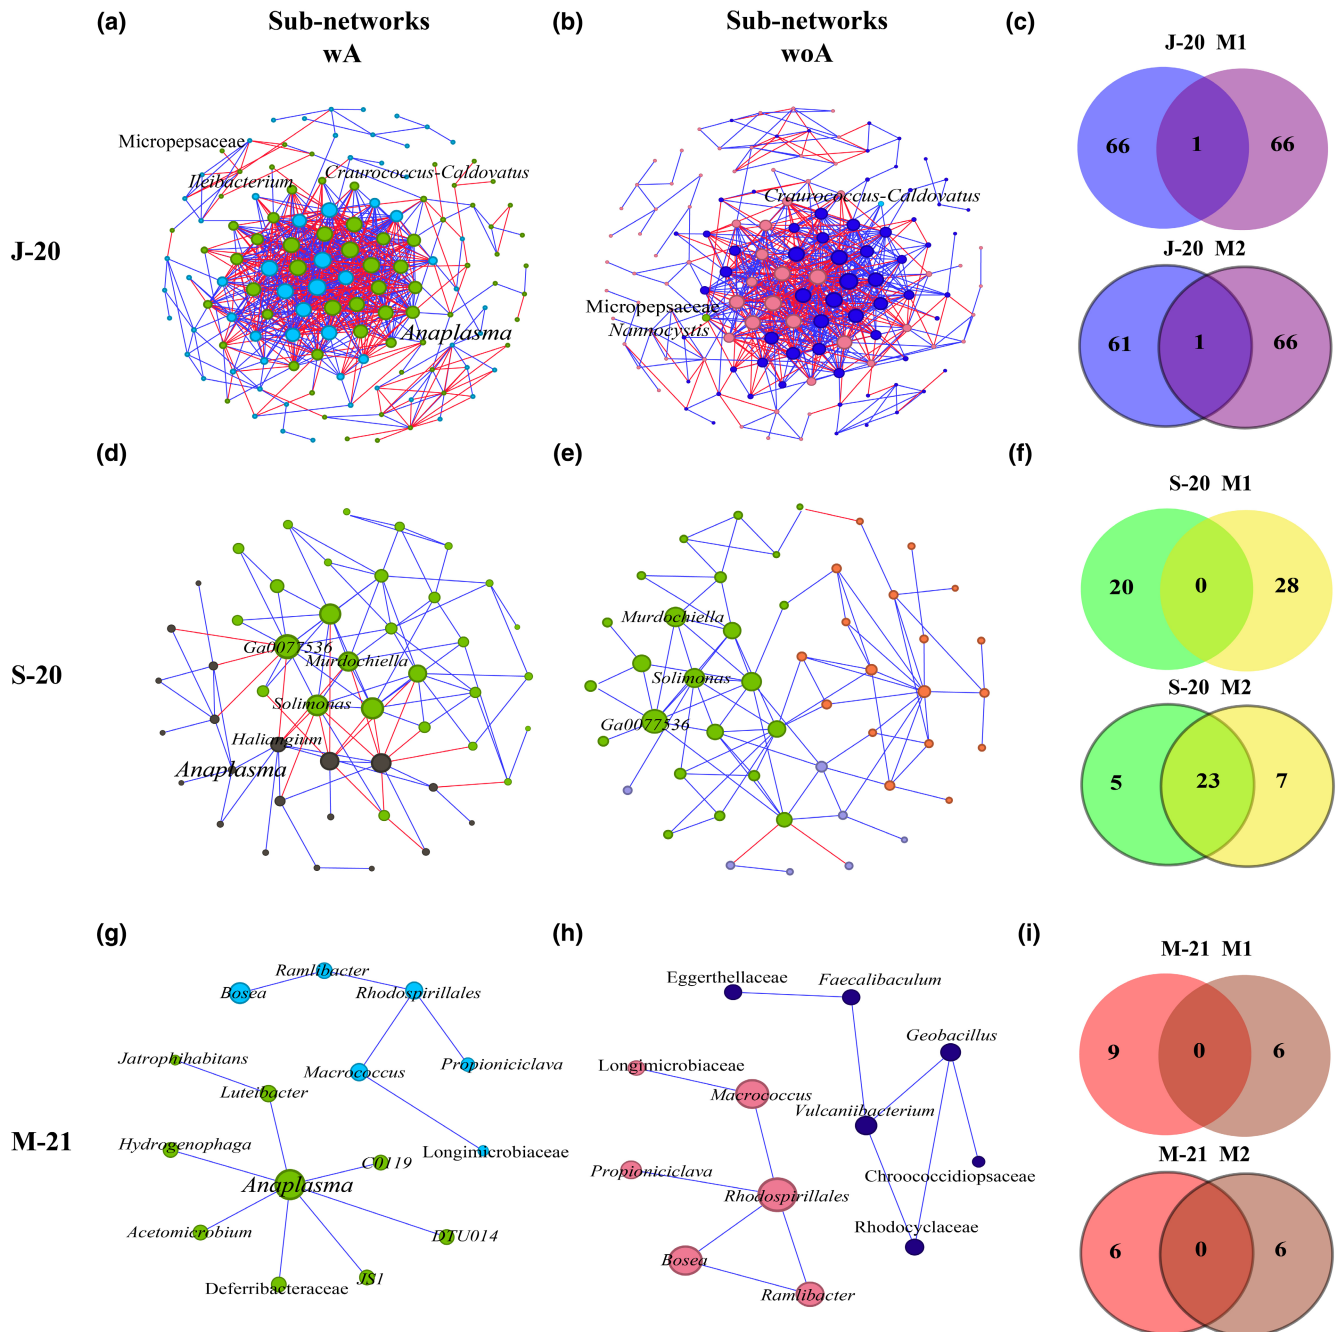 (a)
Sub-networks
wA
(b)
Sub-networks
woA
(c)
J-20 M1
66
1
66
J-20 M2
61
1
66
J-20
Micropepsaceae
Ileibacterium
Craurococcus-Caldovatus
Anaplasma
Craurococcus-Caldovatus
Micropepsaceae
Nannocystis
(d)
(e)
(f)
S-20 M1
20
0
28
S-20 M2
5
23
7
S-20
Ga0077536
Murdochiella
Solimonas
Haliangium
Anaplasma
Murdochiella
Solimonas
Ga0077536
(g)
(h)
(i)
M-21 M1
9
0
6
M-21 M2
6
0
6
M-21
Ramlibacter
Bosea
Rhodospirillales
Jatrophihabitans
Macrococcus
Propioniciclava
Luteibacter
Hydrogenophaga
C0119
Longimicrobiaceae
Anaplasma
Acetomicrobium
DTU014
Deferribacteraceae
JS1
Eggerthellaceae
Faecalibaculum
Geobacillus
Longimicrobiaceae
Macrococcus
Vulcaniibacterium
Propioniciclava
Rhodospirillales
Chroococcidiopsaceae
Rhodocyclaceae
Bosea
Ramlibacter